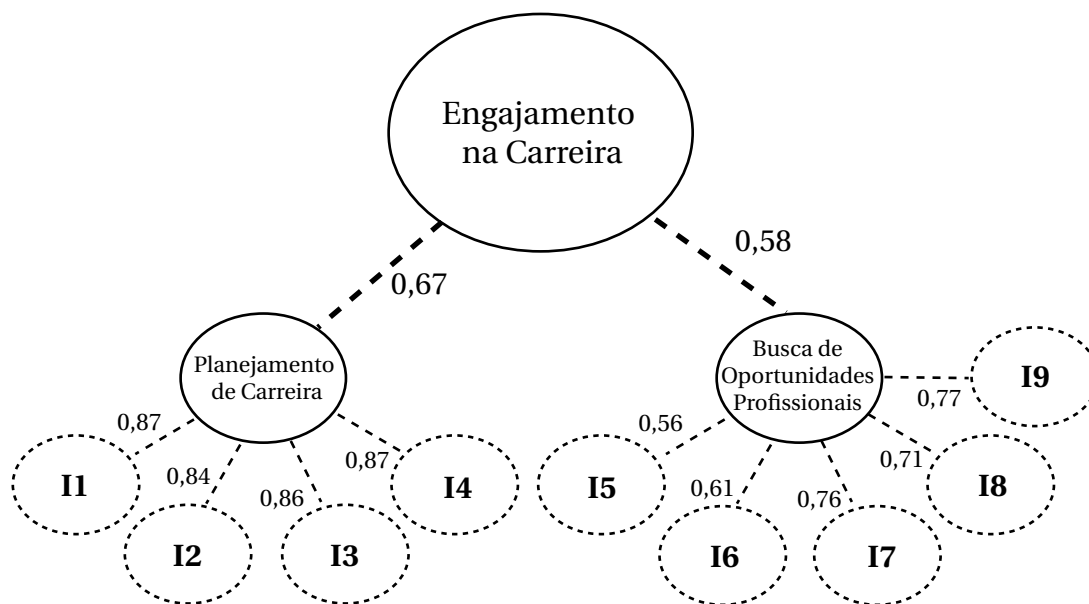 Engajamento
na Carreira
0,67
0,58
Planejamento
de Carreira
Busca de
Oportunidades
Profissionais
0,87
0,84
0,86
0,87
0,56
0,61
0,76
0,71
0,77
I1
I2
I3
I4
I5
I6
I7
I8
I9